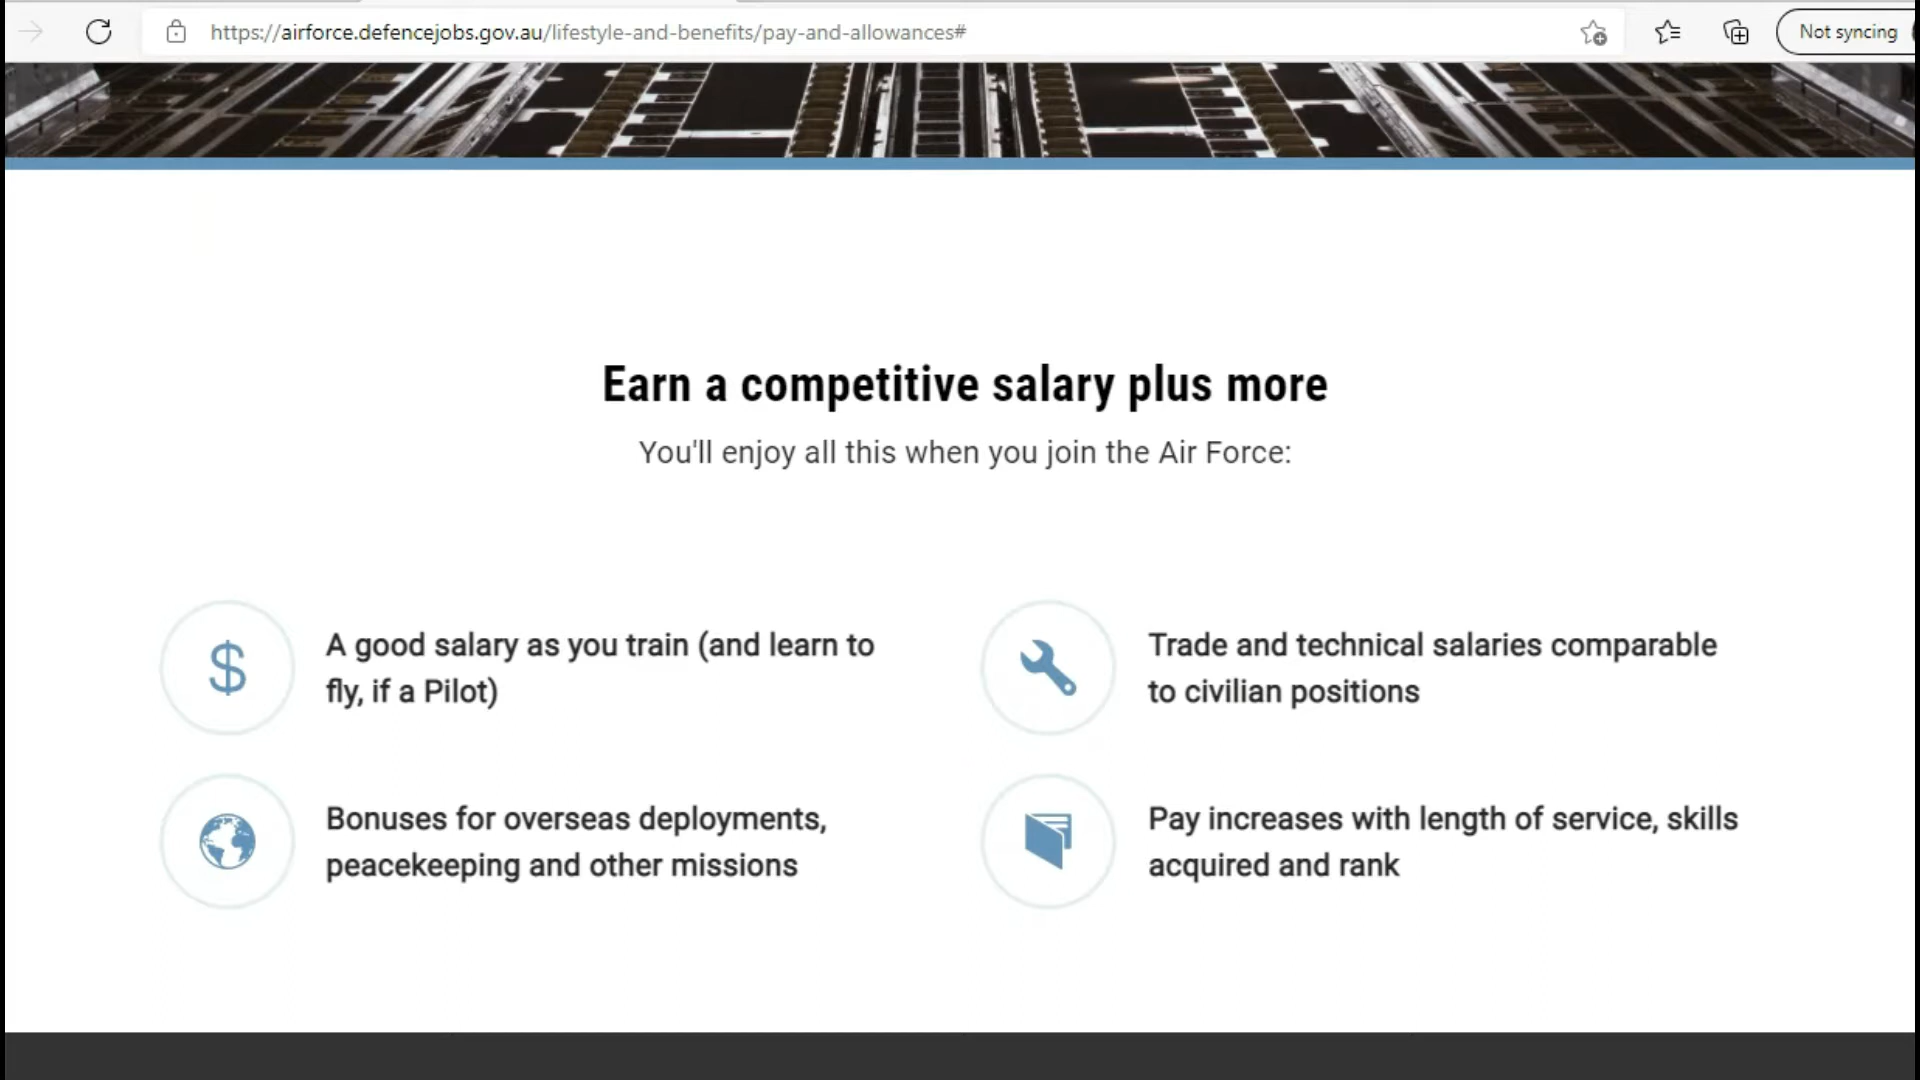 https://airforce.defencejobs.gov.au/lifestyle-and-benefits/pay-and-allowances#
Not syncing
Earn a competitive salary plus more
You'll enjoy all this when you join the Air Force:
$
A good salary as you train (and learn to
fly, if a Pilot)
Trade and technical salaries comparable
to civilian positions
Bonuses for overseas deployments,
peacekeeping and other missions
Pay increases with length of service, skills
acquired and rank